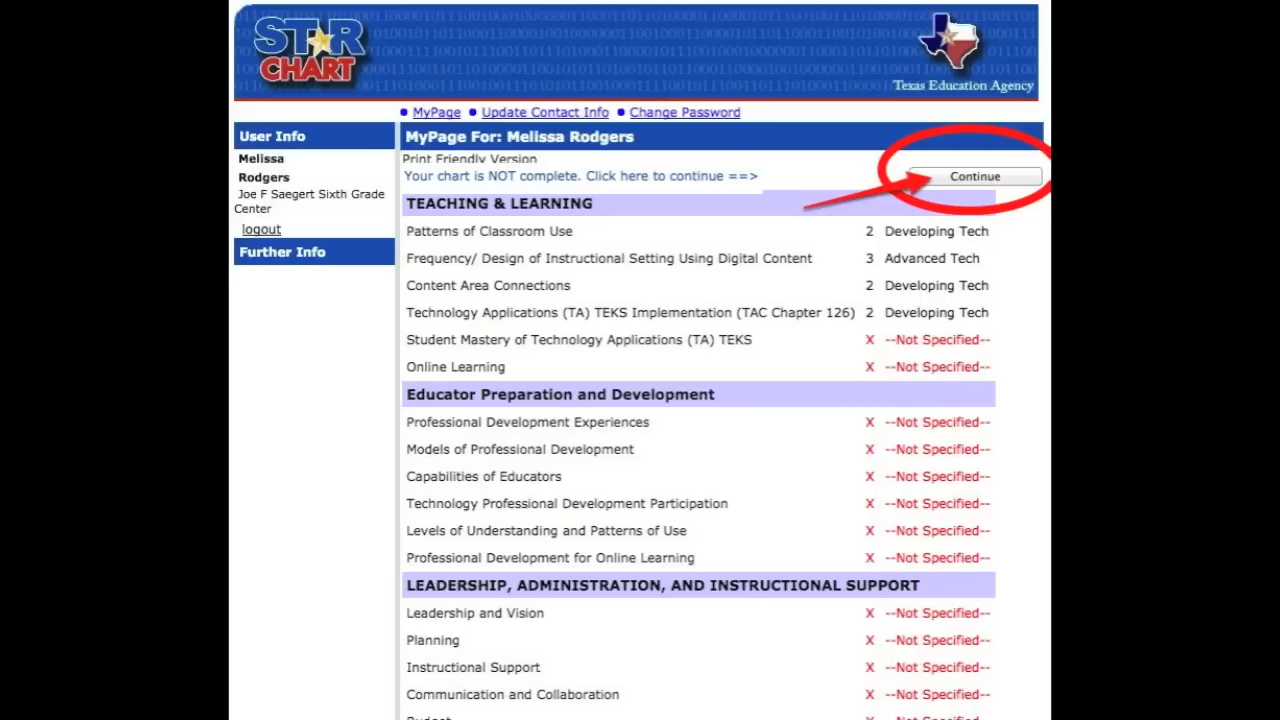 STAR
CHART
Texas Education Agency
MyPage Update Contact Info Change Password
User Info
Melissa
Rodgers
Joe F Saegert Sixth Grade
Center
logout
Further Info
MyPage For: Melissa Rodgers
Print Friendly Version
Your chart is NOT complete. Click here to continue ==>
Continue
TEACHING & LEARNING
Patterns of Classroom Use 2 Developing Tech
Frequency/ Design of Instructional Setting Using Digital Content 3 Advanced Tech
Content Area Connections 2 Developing Tech
Technology Applications (TA) TEKS Implementation (TAC Chapter 126) 2 Developing Tech
Student Mastery of Technology Applications (TA) TEKS X --Not Specified--
Online Learning X --Not Specified--
Educator Preparation and Development
Professional Development Experiences X --Not Specified--
Models of Professional Development X --Not Specified--
Capabilities of Educators X --Not Specified--
Technology Professional Development Participation X --Not Specified--
Levels of Understanding and Patterns of Use X --Not Specified--
Professional Development for Online Learning X --Not Specified--
LEADERSHIP, ADMINISTRATION, AND INSTRUCTIONAL SUPPORT
Leadership and Vision X --Not Specified--
Planning X --Not Specified--
Instructional Support X --Not Specified--
Communication and Collaboration X --Not Specified--